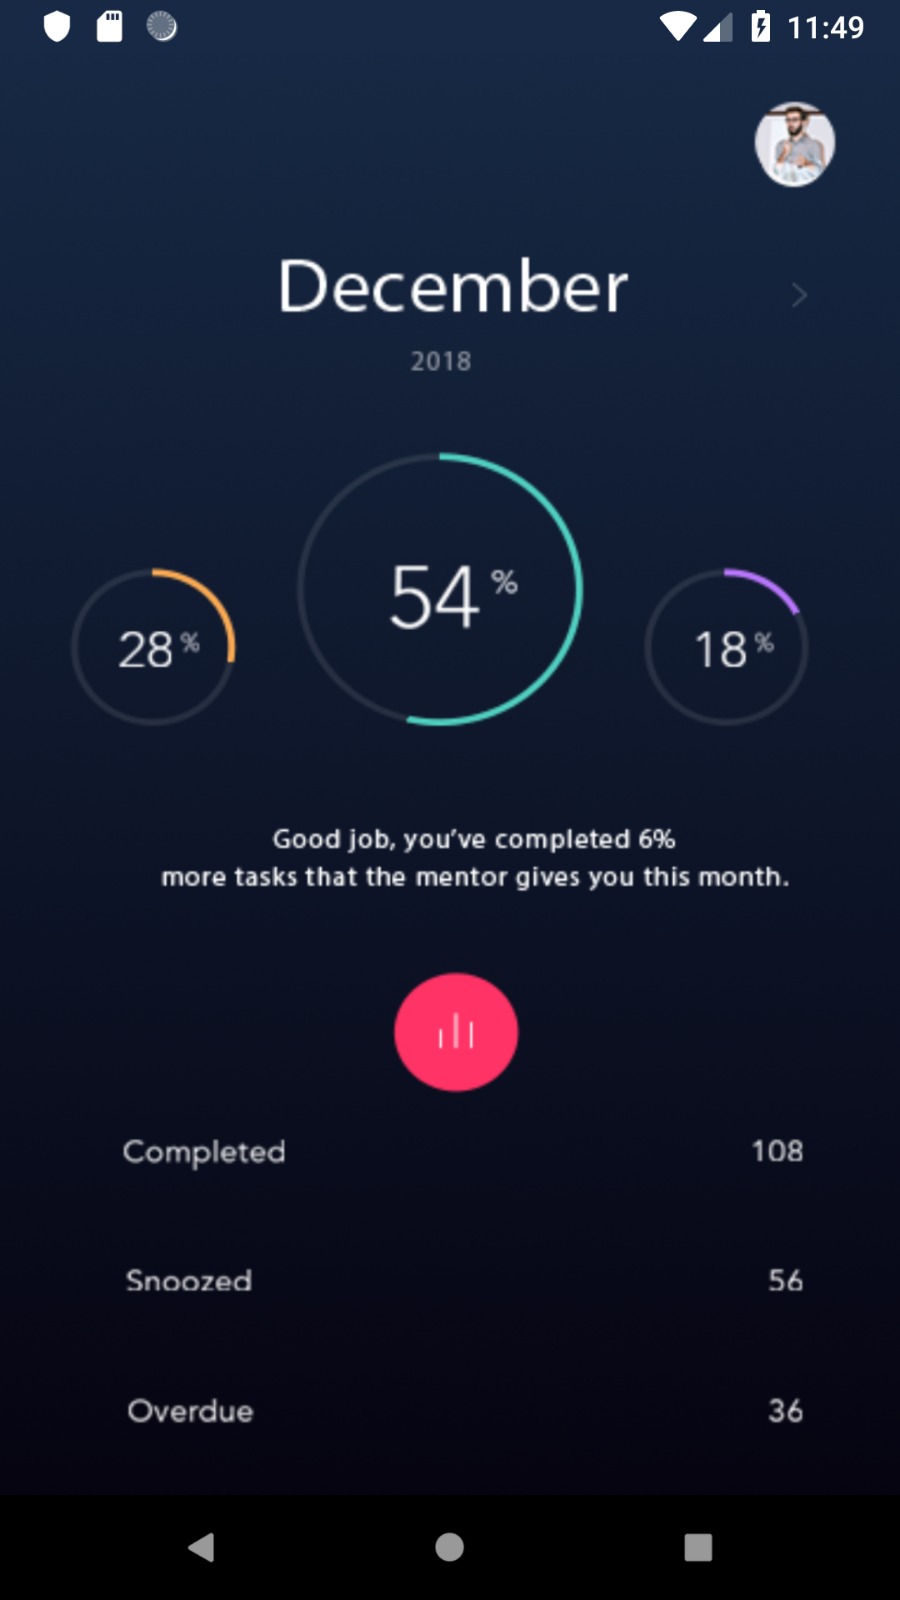 11:49
December
2018
54%
28%
18%
Good job, you’ve completed 6%
more tasks that the mentor gives you this month.
Completed 108
Snoozed 56
Overdue 36